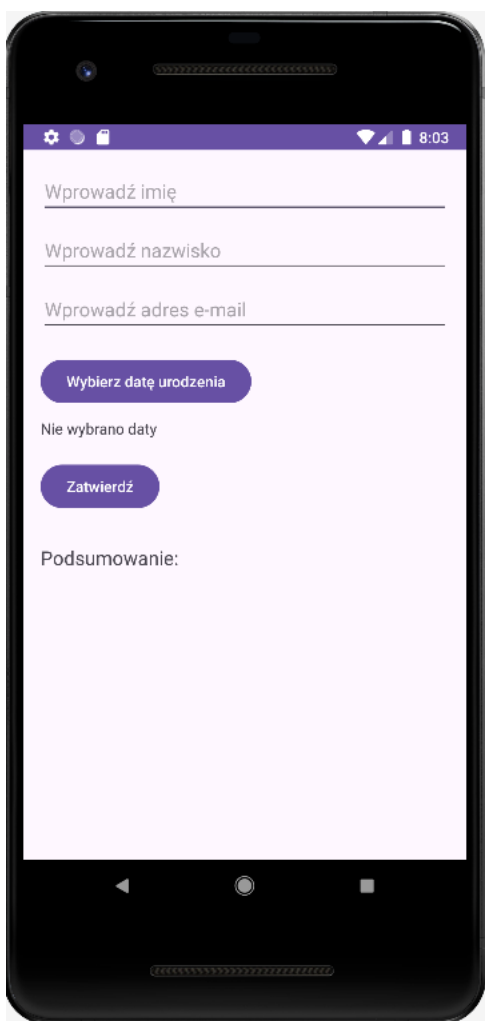 8:03
Wprowadź imię
Wprowadź nazwisko
Wprowadź adres e-mail
Wybierz datę urodzenia
Nie wybrano daty
Zatwierdź
Podsumowanie: